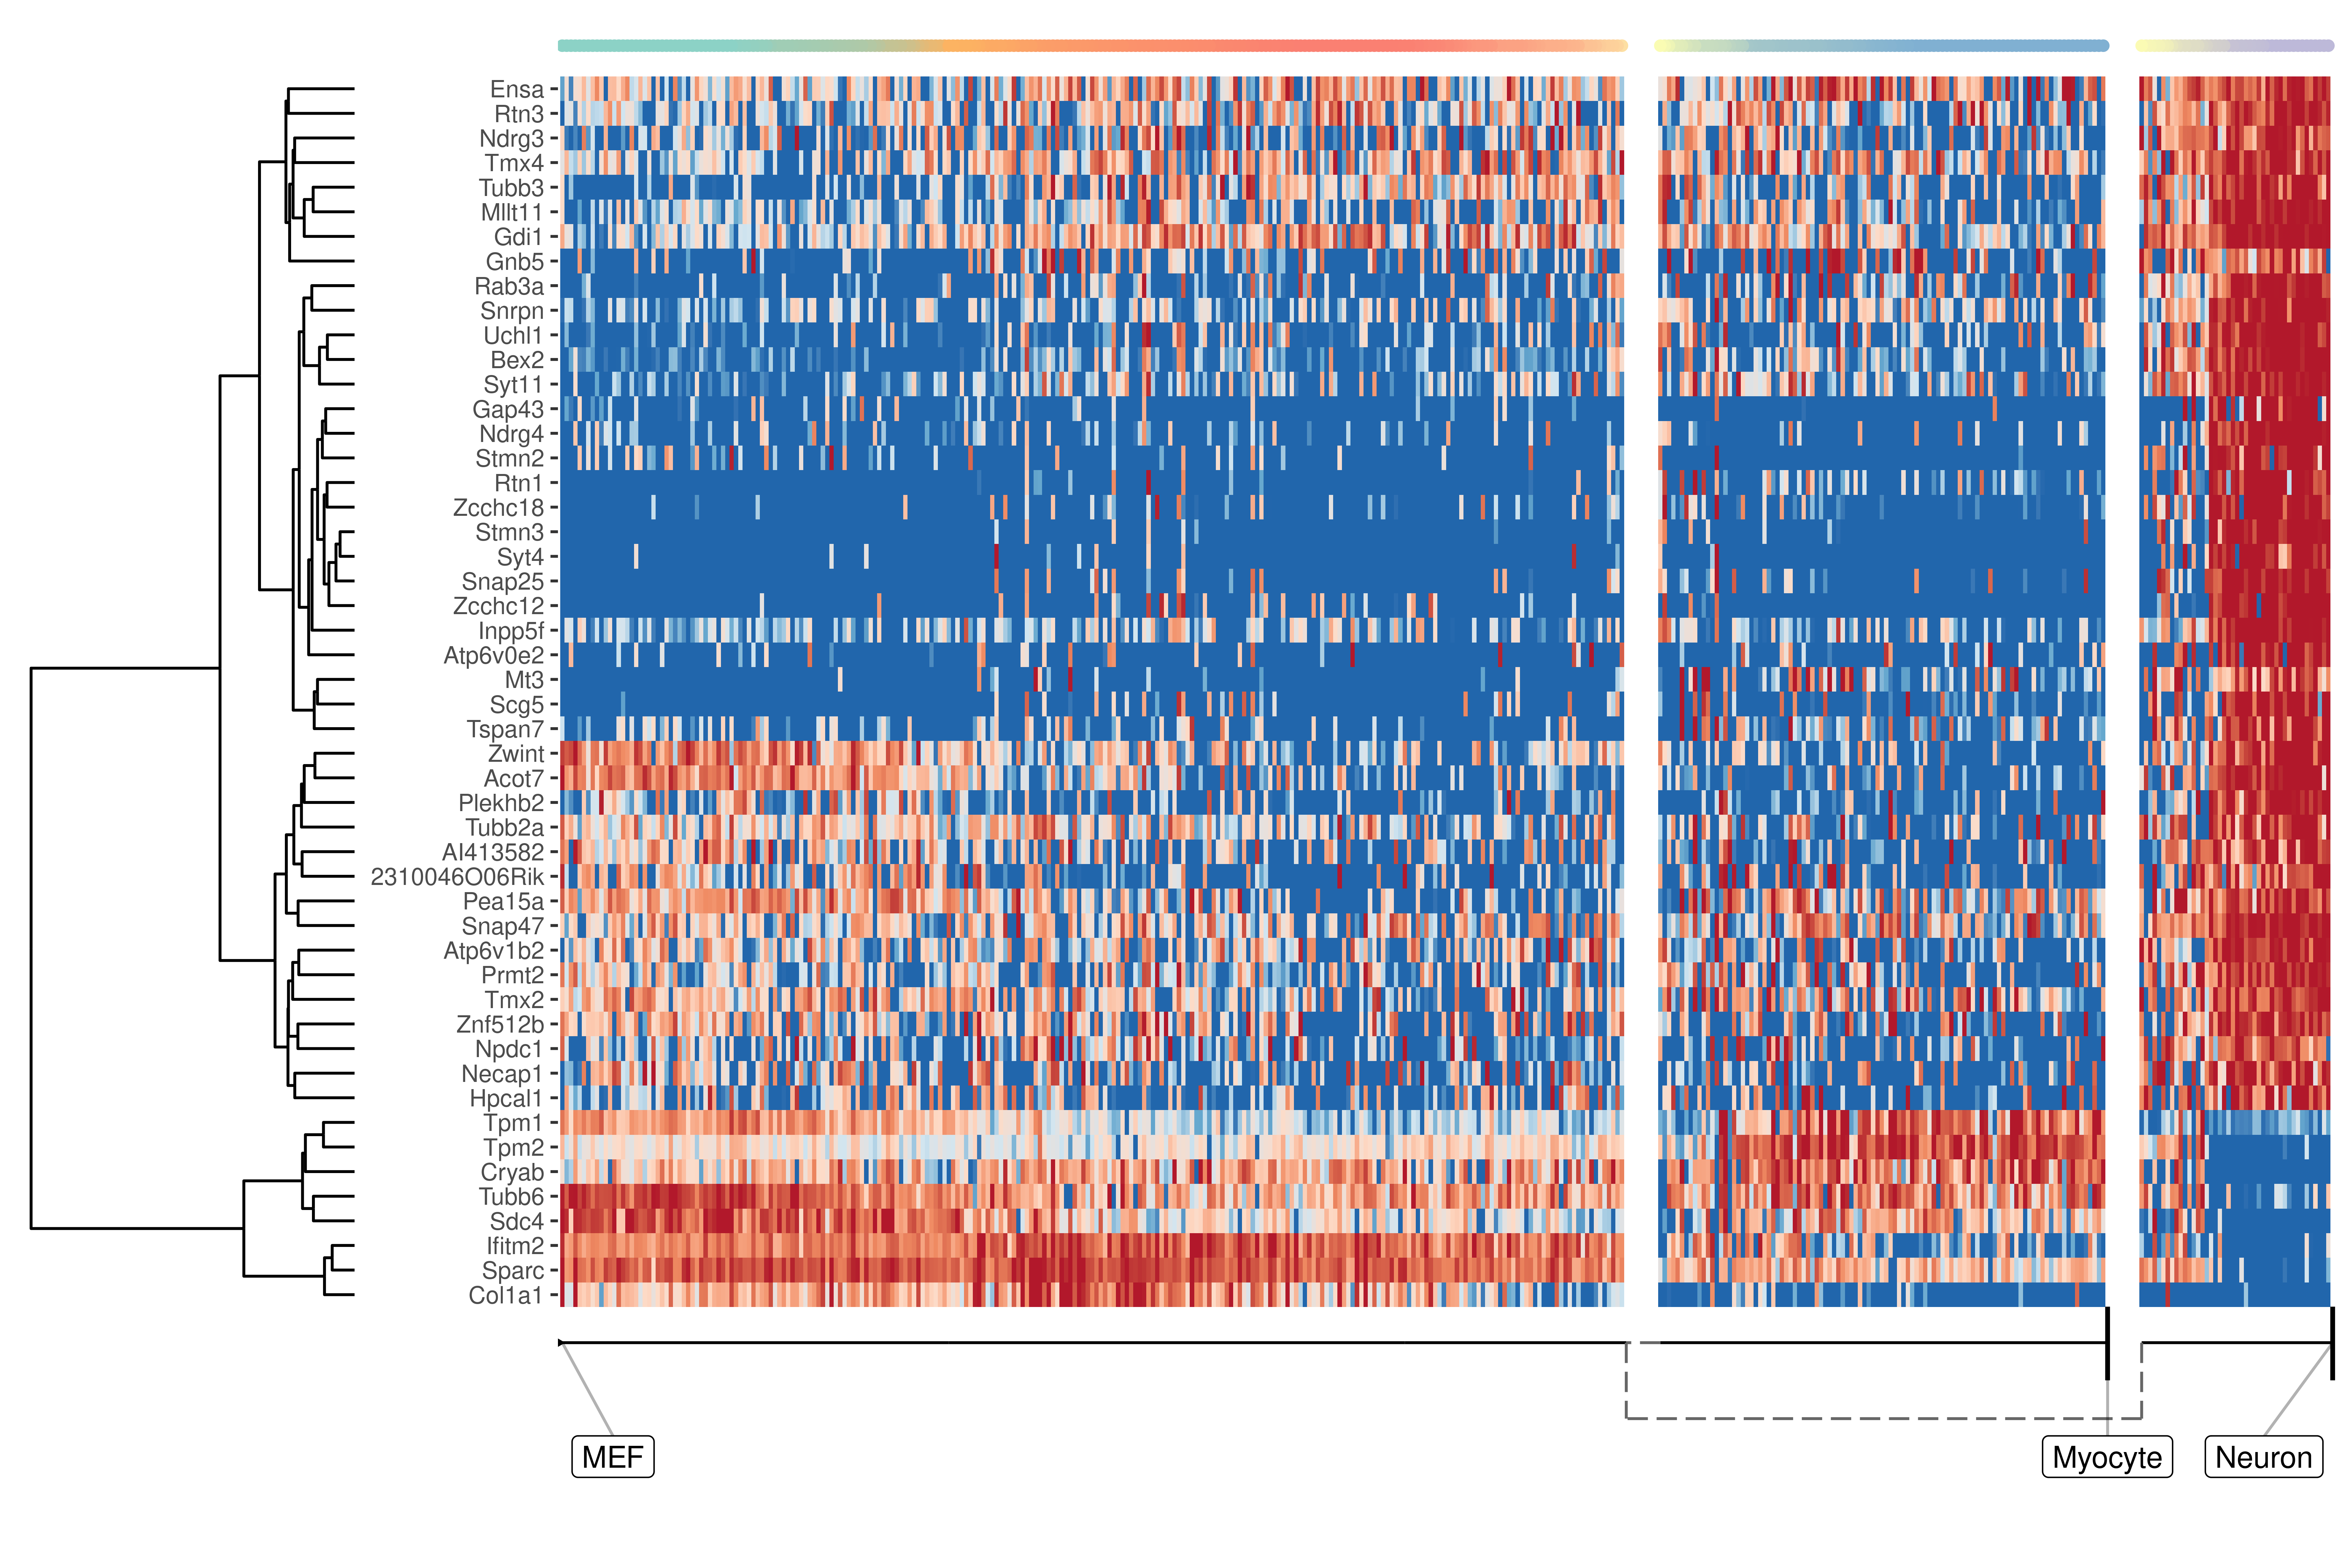 Ensa
Rtn3
Ndrg3
Tmx4
Tubb3
Mllt11
Gdi1
Gnb5
Rab3a
Snrpn
Uchl1
Bex2
Syt11
Gap43
Ndrg4
Stmn2
Rtn1
Zcchc18
Stmn3
Syt4
Snap25
Zcchc12
Inpp5f
Atp6v0e2
Mt3
Scg5
Tspan7
Zwint
Acot7
Plekhb2
Tubb2a
AI413582
2310046O06Rik
Pea15a
Snap47
Atp6v1b2
Prmt2
Tmx2
Znf512b
Npdc1
Necap1
Hpcal1
Tpm1
Tpm2
Cryab
Tubb6
Sdc4
Ifitm2
Sparc
Col1a1
MEF
Myocyte
Neuron